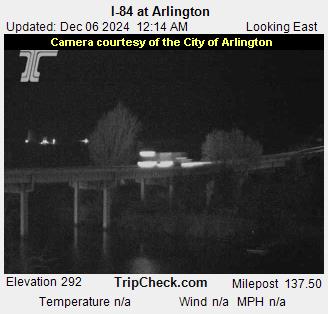 I-84 at Arlington
Updated: Dec 06 2024 12:14 AM Looking East
Camera courtesy of the City of Arlington
Elevation 292 TripCheck.com Milepost 137.50
Temperature n/a Wind n/a MPH n/a